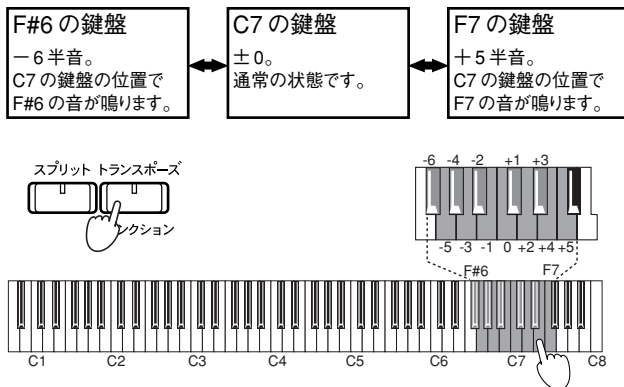 F#6 の鍵盤
－ 6 半音。
C7 の鍵盤の位置で
F#6 の音が鳴ります。
C7 の鍵盤
± 0。
通常の状態です。
F7 の鍵盤
＋ 5 半音。
C7 の鍵盤の位置で
F7 の音が鳴ります。
スプリット トランスポーズ
ンクション
-6 -4 -2 +1 +3
-5 -3 -1 0 +2 +4 +5
F#6 F7
C1 C2 C3 C4 C5 C6 C7 C8